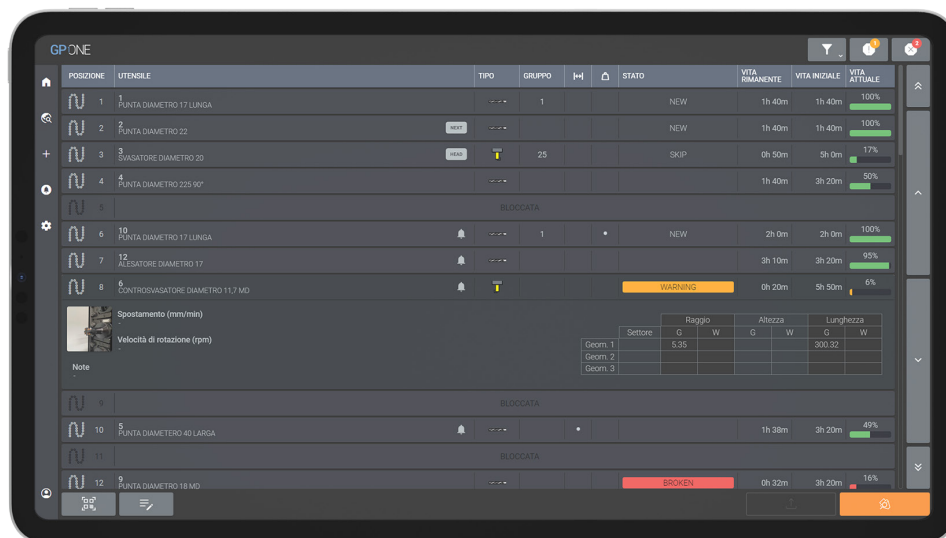 GPONE
1
2
POSIZIONE UTENSILE TIPO GRUPPO STATO VITA RIMANENTE VITA INIZIALE VITA ATTUALE
1 1 PUNTA DIAMETRO 17 LUNGA 1 NEW 1h 40m 1h 40m 100%
2 2 PUNTA DIAMETRO 22 NEXT NEW 1h 40m 1h 40m 100%
3 3 SVASATORE DIAMETRO 20 HEAD 25 SKIP 0h 50m 5h 0m 17%
4 4 PUNTA DIAMETRO 225 90° 1h 40m 3h 20m 50%
5 BLOCCATA
6 10 PUNTA DIAMETRO 17 LUNGA 1 NEW 2h 0m 2h 0m 100%
7 12 ALESATORE DIAMETRO 17 3h 10m 3h 20m 95%
8 6 CONTROSVASATORE DIAMETRO 11,7 MD WARNING 0h 20m 5h 50m 6%
Spostamento (mm/min)
-
Velocità di rotazione (rpm)
-
Note
-
Raggio Altezza Lunghezza
Settore G W G W G W
Geom. 1 5.35 300.32
Geom. 2
Geom. 3
9 BLOCCATA
10 5 PUNTA DIAMETERO 40 LARGA 1h 38m 3h 20m 49%
11 BLOCCATA
12 9 PUNTA DIAMETRO 18 MD BROKEN 0h 32m 3h 20m 16%